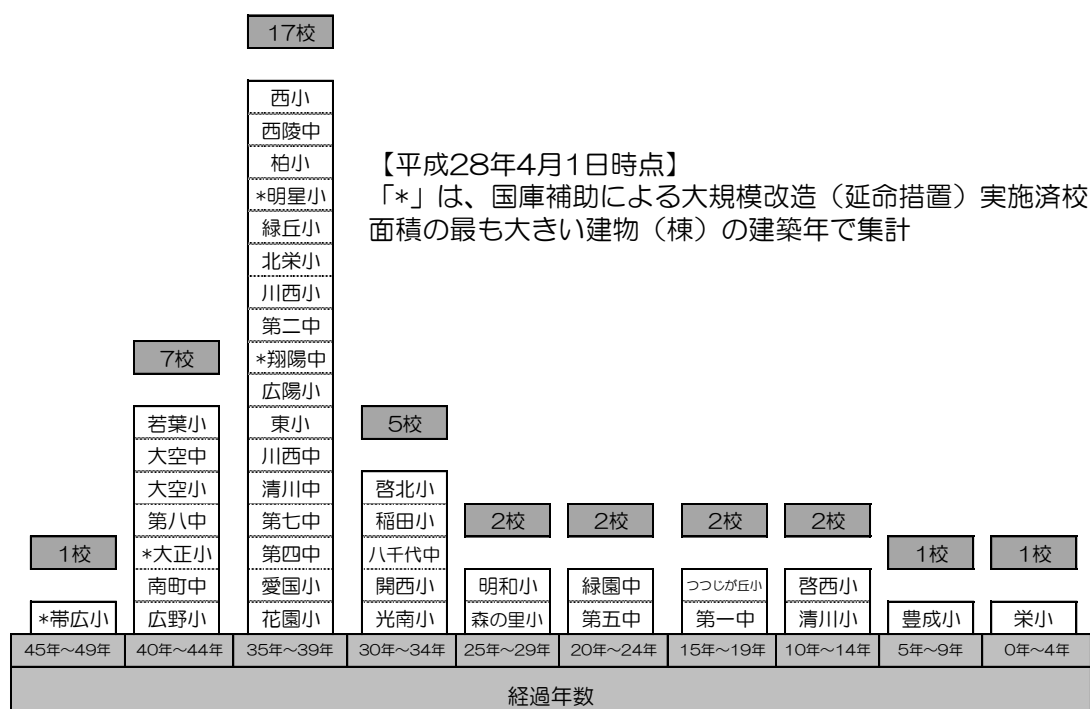 17校
西小
西陵中
柏小
*明星小
緑丘小
北栄小
川西小
第二中
*翔陽中
広陽小
東小
川西中
清川中
第七中
第四中
愛国小
花園小
【平成28年4月1日時点】
「*」は、国庫補助による大規模改造（延命措置）実施済校
面積の最も大きい建物（棟）の建築年で集計
7校
若葉小
大空中
大空小
第八中
*大正小
南町中
広野小
5校
啓北小
稲田小
八千代中
開西小
光南小
1校
*帯広小
2校
明和小
森の里小
2校
緑園中
第五中
2校
つつじが丘小
第一中
2校
啓西小
清川小
1校
豊成小
1校
栄小
45年～49年 40年～44年 35年～39年 30年～34年 25年～29年 20年～24年 15年～19年 10年～14年 5年～9年 0年～4年
経過年数